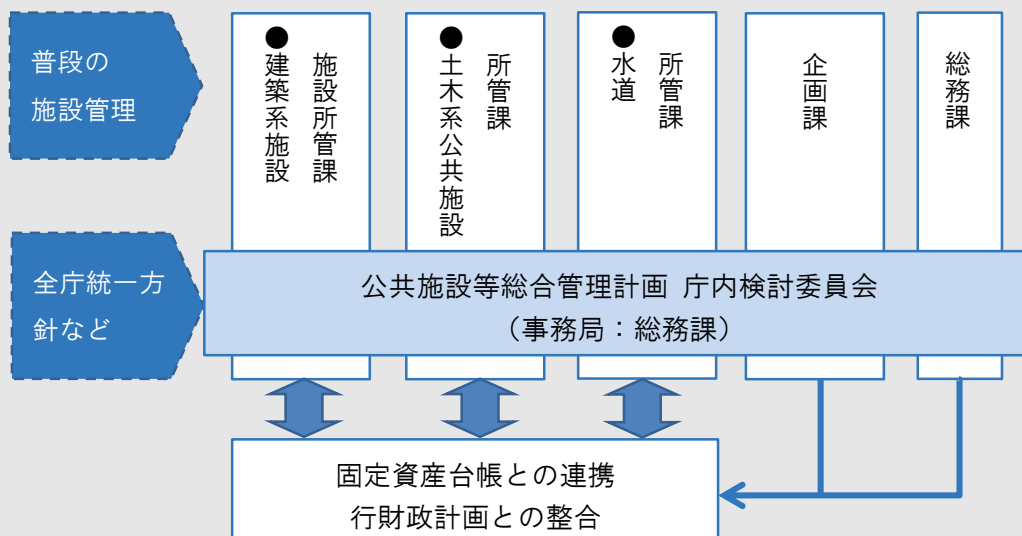 普段の
施設管理
●
建築系施設
施設所管課
●
土木系公共施設
所管課
●
水道
所管課
企画課
総務課
全庁統一方
針など
公共施設等総合管理計画 庁内検討委員会
（事務局：総務課）
固定資産台帳との連携
行財政計画との整合